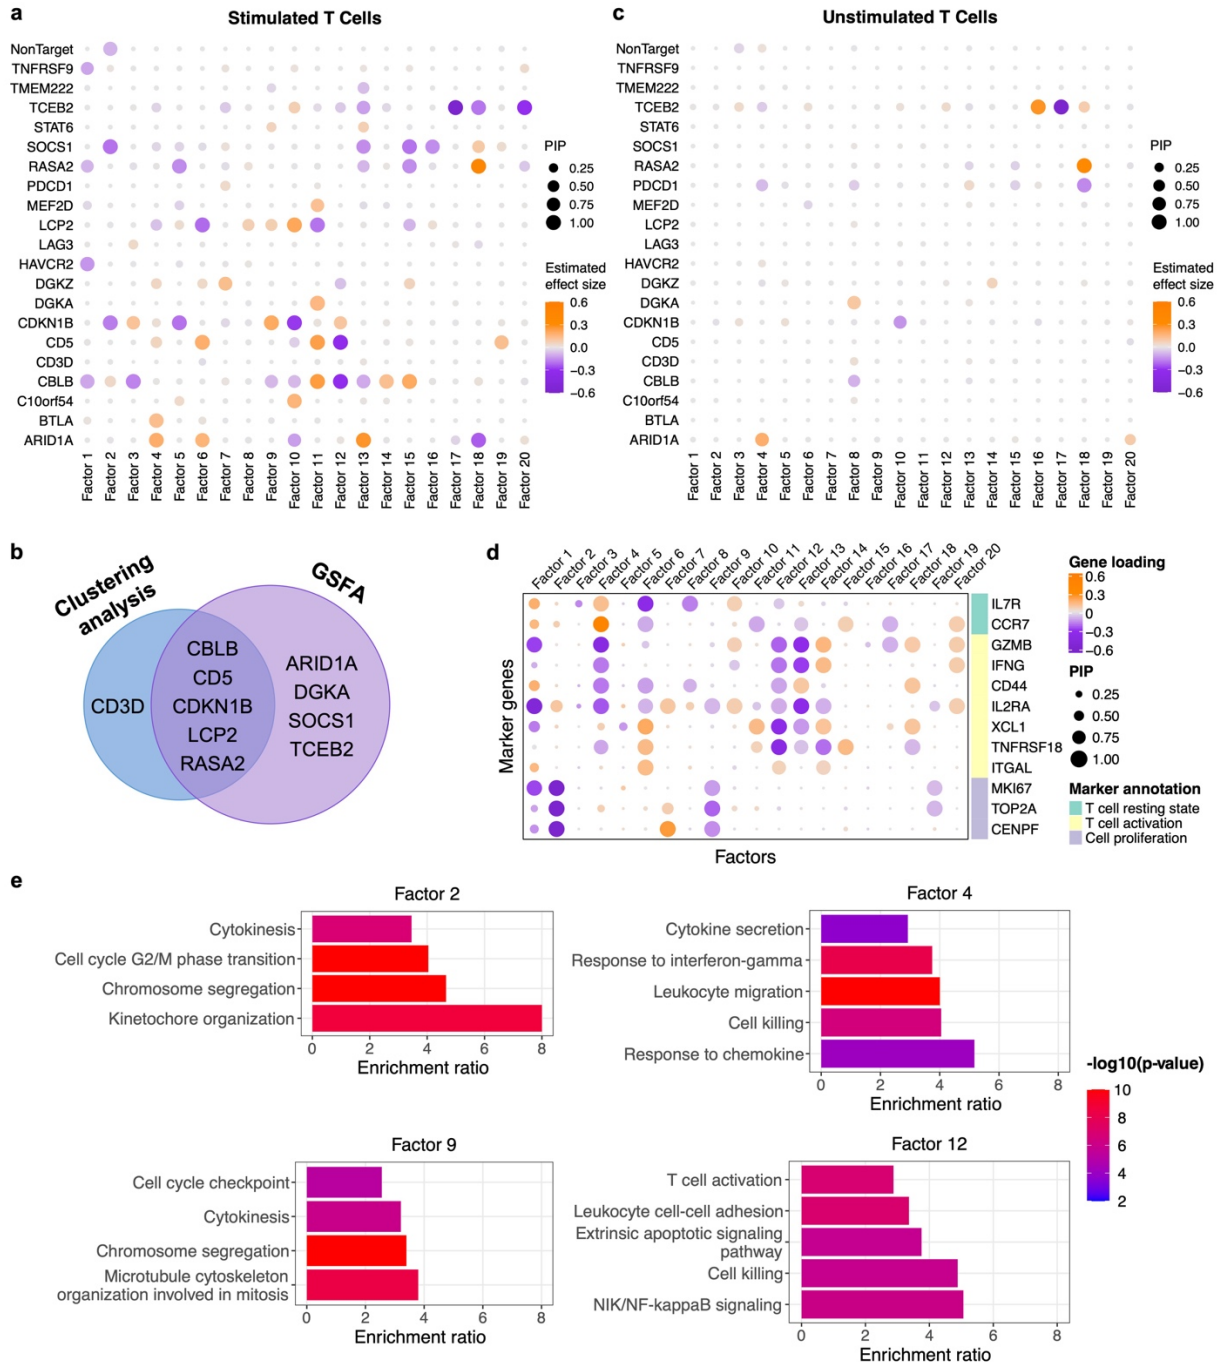 a
Stimulated T Cells
NonTarget
TNFRSF9
TMEM222
TCEB2
STAT6
SOCS1
RASA2
PDCD1
MEF2D
LCP2
LAG3
HAVCR2
DGKZ
DGKA
CDKN1B
CD5
CD3D
CBLB
C10orf54
BTLA
ARID1A
Factor 1
Factor 2
Factor 3
Factor 4
Factor 5
Factor 6
Factor 7
Factor 8
Factor 9
Factor 10
Factor 11
Factor 12
Factor 13
Factor 14
Factor 15
Factor 16
Factor 17
Factor 18
Factor 19
Factor 20
PIP
0.25
0.50
0.75
1.00
Estimated
effect size
0.6
0.3
0.0
−0.3
−0.6
c
Unstimulated T Cells
NonTarget
TNFRSF9
TMEM222
TCEB2
STAT6
SOCS1
RASA2
PDCD1
MEF2D
LCP2
LAG3
HAVCR2
DGKZ
DGKA
CDKN1B
CD5
CD3D
CBLB
C10orf54
BTLA
ARID1A
Factor 1
Factor 2
Factor 3
Factor 4
Factor 5
Factor 6
Factor 7
Factor 8
Factor 9
Factor 10
Factor 11
Factor 12
Factor 13
Factor 14
Factor 15
Factor 16
Factor 17
Factor 18
Factor 19
Factor 20
PIP
0.25
0.50
0.75
1.00
Estimated
effect size
0.6
0.3
0.0
−0.3
−0.6
b
Clustering
analysis
GSFA
CD3D
CBLB
CD5
CDKN1B
LCP2
RASA2
ARID1A
DGKA
SOCS1
TCEB2
d
Factor 1
Factor 2
Factor 3
Factor 4
Factor 5
Factor 6
Factor 7
Factor 8
Factor 9
Factor 10
Factor 11
Factor 12
Factor 13
Factor 14
Factor 15
Factor 16
Factor 17
Factor 18
Factor 19
Factor 20
Marker genes
IL7R
CCR7
GZMB
IFNG
CD44
IL2RA
XCL1
TNFRSF18
ITGAL
MKI67
TOP2A
CENPF
Factors
Gene loading
0.6
0.3
0.0
−0.3
−0.6
PIP
0.25
0.50
0.75
1.00
Marker annotation
T cell resting state
T cell activation
Cell proliferation
e
Factor 2
Cytokinesis
Cell cycle G2/M phase transition
Chromosome segregation
Kinetochore organization
0 2 4 6 8
Enrichment ratio
Factor 4
Cytokine secretion
Response to interferon-gamma
Leukocyte migration
Cell killing
Response to chemokine
0 2 4 6 8
Enrichment ratio
Factor 9
Cell cycle checkpoint
Cytokinesis
Chromosome segregation
Microtubule cytoskeleton
organization involved in mitosis
0 2 4 6 8
Enrichment ratio
Factor 12
T cell activation
Leukocyte cell-cell adhesion
Extrinsic apoptotic signaling
pathway
Cell killing
NIK/NF-kappaB signaling
0 2 4 6 8
Enrichment ratio
-log10(p-value)
10
8
6
4
2